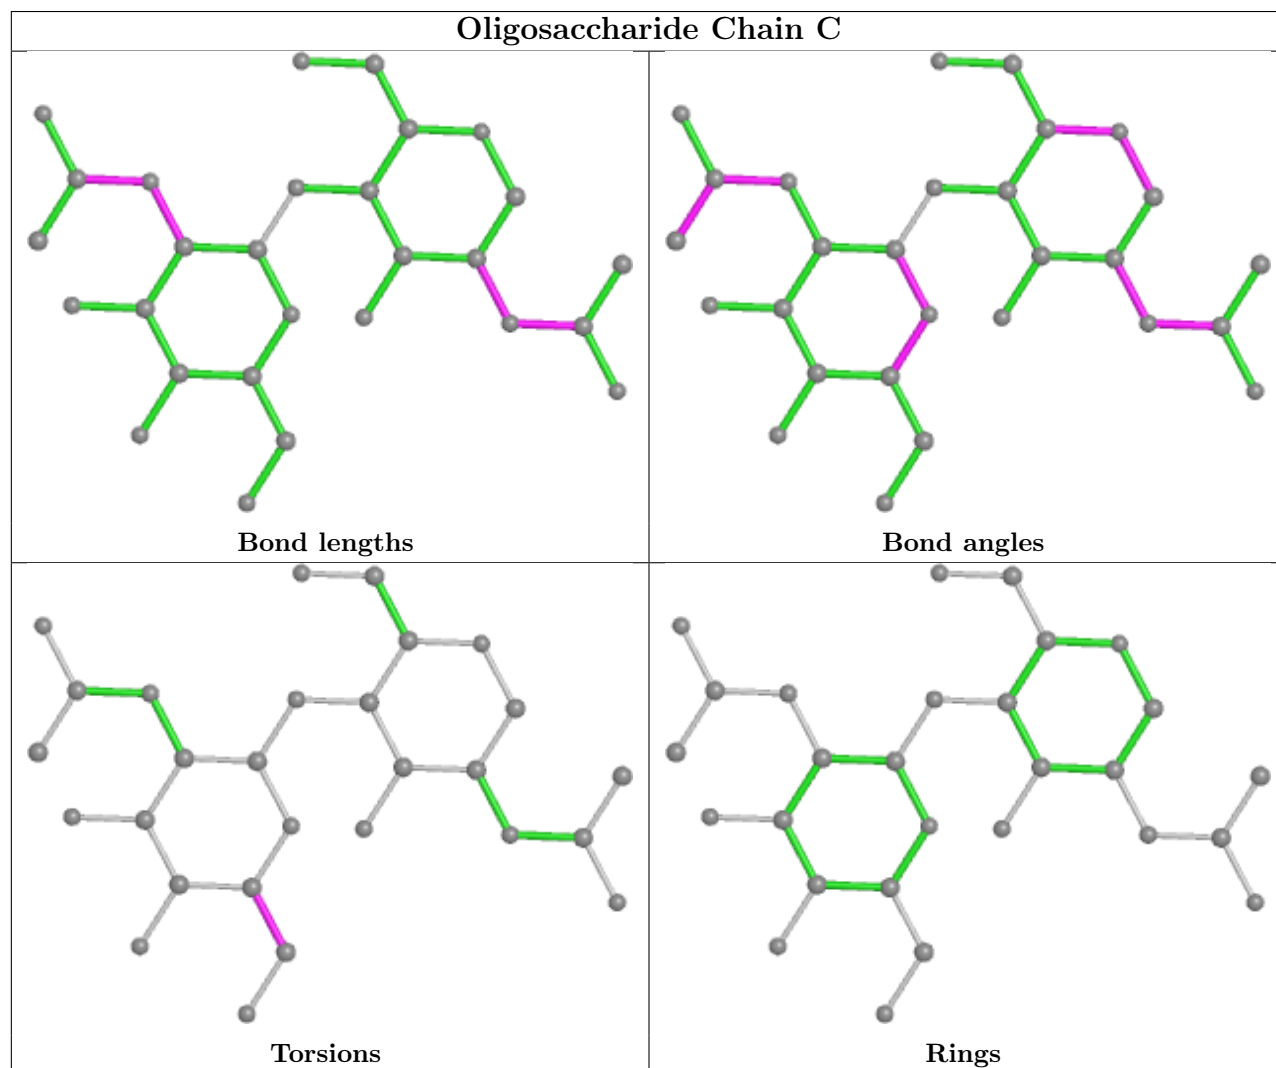 Oligosaccharide Chain C
Bond lengths
Bond angles
Torsions
Rings